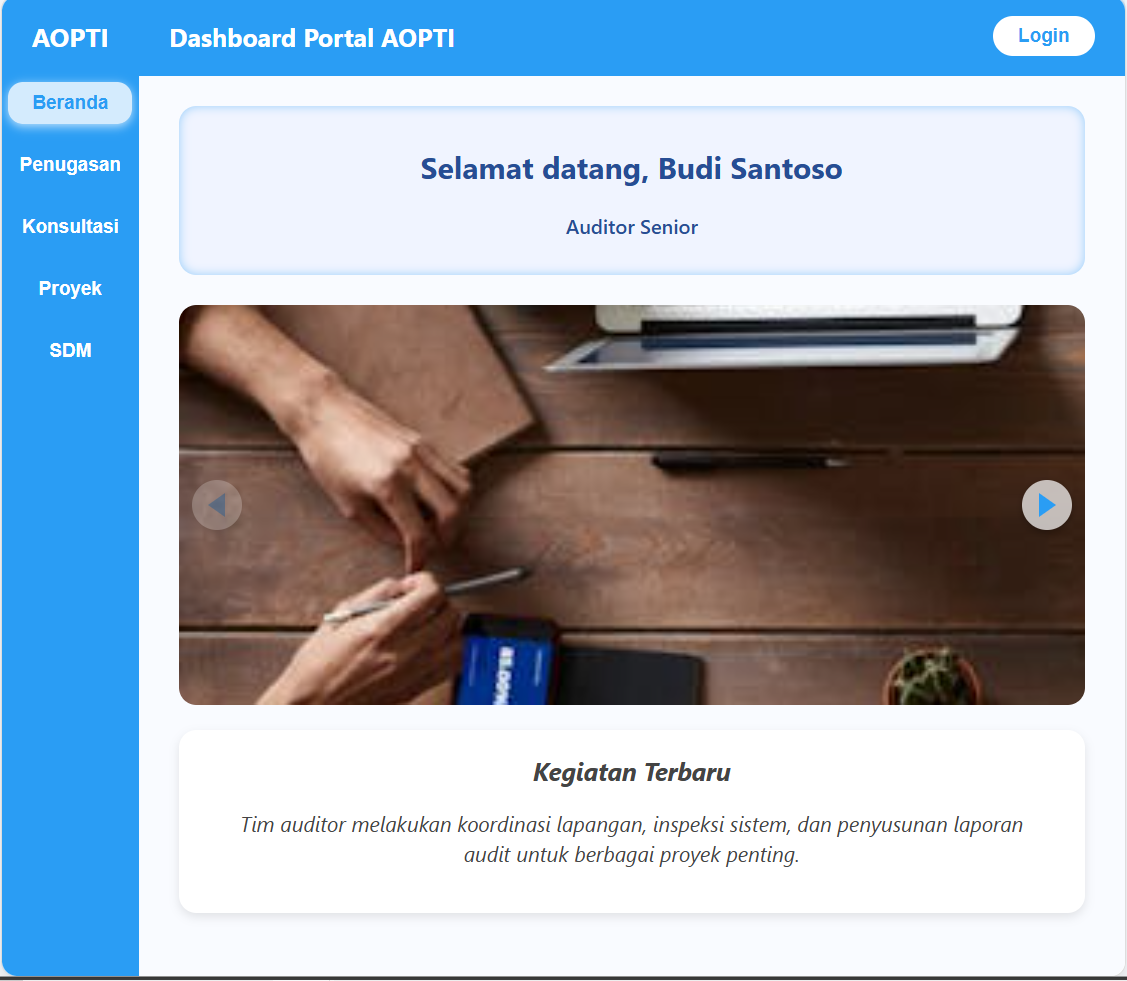 AOPTI
Dashboard Portal AOPTI
Login
Beranda
Penugasan
Konsultasi
Proyek
SDM
Selamat datang, Budi Santoso
Auditor Senior
Kegiatan Terbaru
Tim auditor melakukan koordinasi lapangan, inspeksi sistem, dan penyusunan laporan
audit untuk berbagai proyek penting.